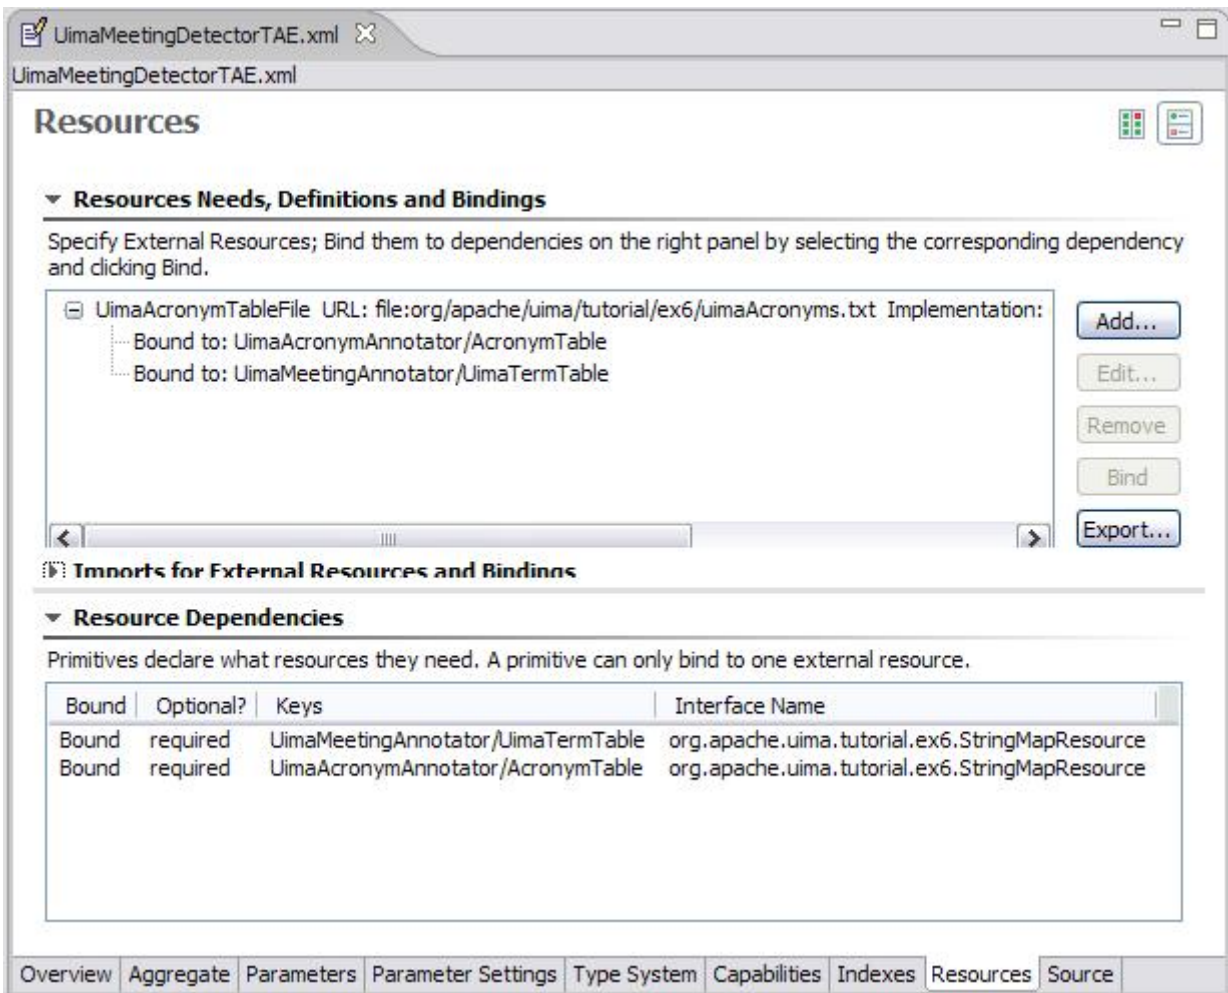 UimaMeetingDetectorTAE.xml
UimaMeetingDetectorTAE.xml
Resources
Resources Needs, Definitions and Bindings
Specify External Resources; Bind them to dependencies on the right panel by selecting the corresponding dependency
and clicking Bind.
UimaAcronymTableFile URL: file:org/apache/uima/tutorial/ex6/uimaAcronyms.txt Implementation:
Bound to: UimaAcronymAnnotator/AcronymTable
Bound to: UimaMeetingAnnotator/UimaTermTable
Add...
Edit...
Remove
Bind
Export...
Imports for External Resources and Bindings
Resource Dependencies
Primitives declare what resources they need. A primitive can only bind to one external resource.
Bound Optional? Keys Interface Name
Bound required UimaMeetingAnnotator/UimaTermTable org.apache.uima.tutorial.ex6.StringMapResource
Bound required UimaAcronymAnnotator/AcronymTable org.apache.uima.tutorial.ex6.StringMapResource
Overview Aggregate Parameters Parameter Settings Type System Capabilities Indexes Resources Source